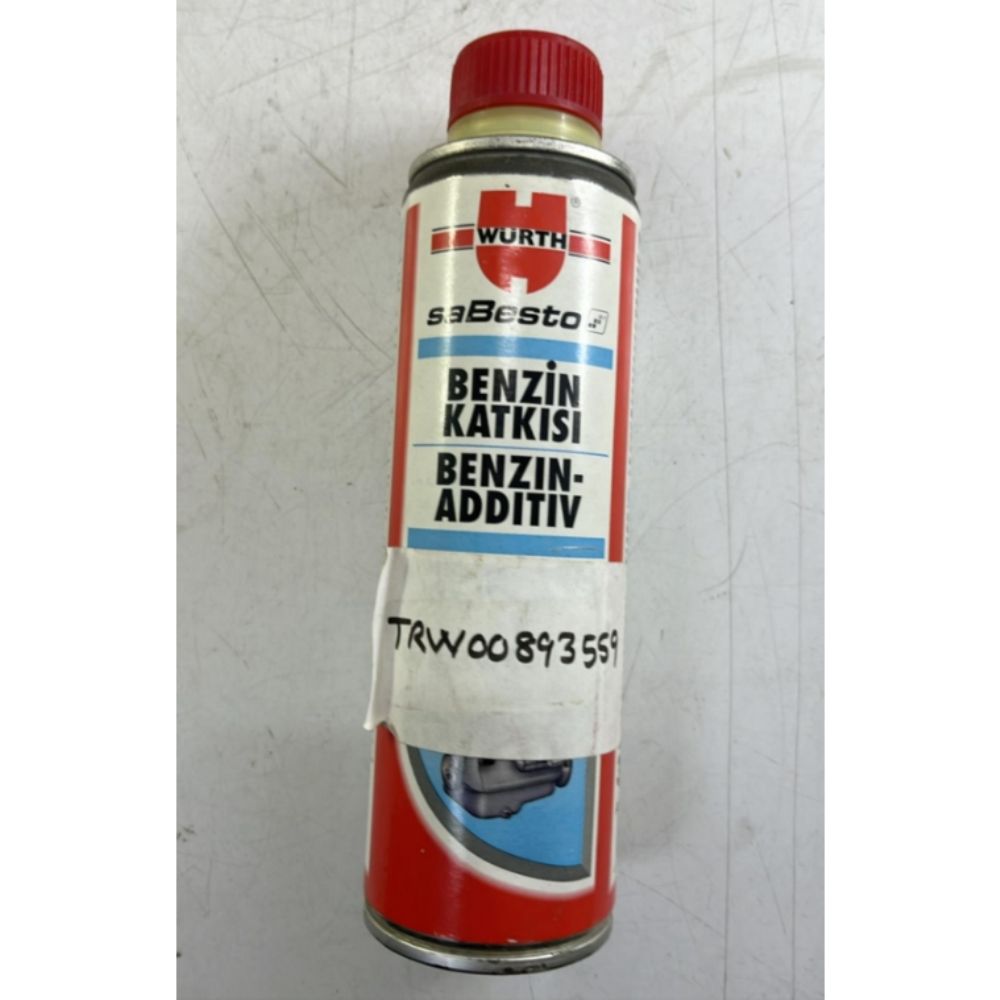 WÜRTH ®
saBesto
BENZİN
KATKISI
BENZIN-
ADDITIV
TRW00893559